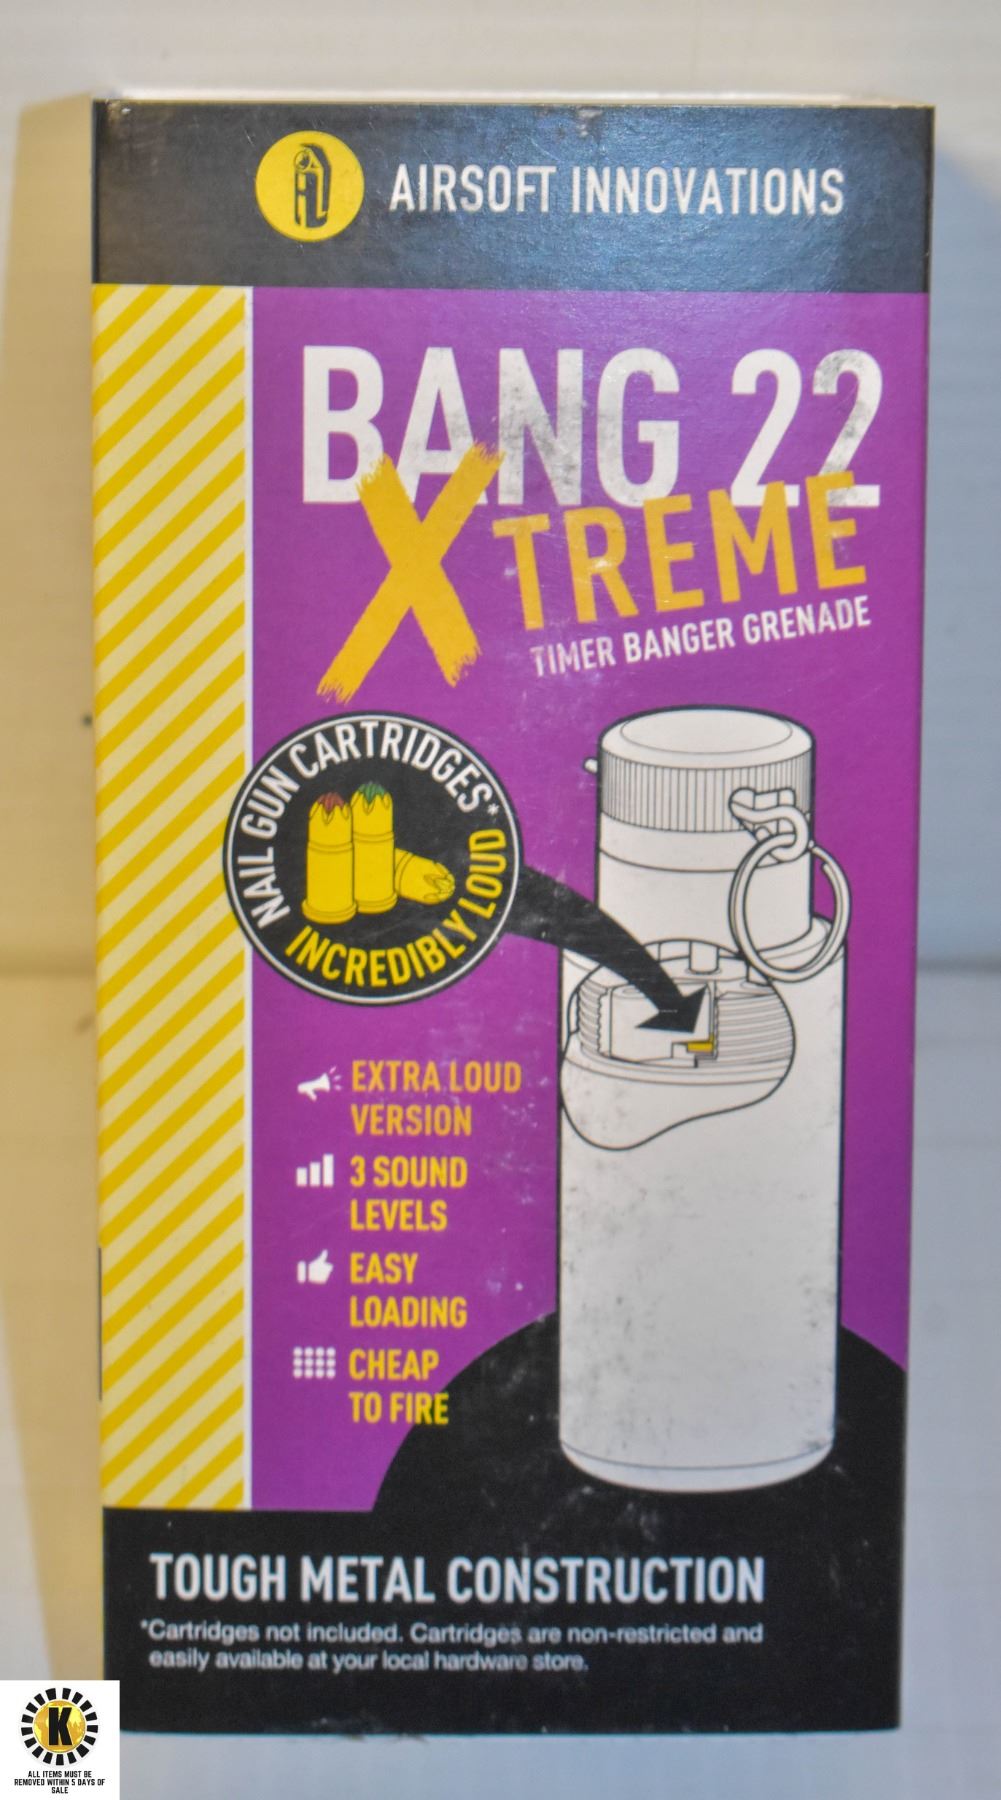 AIRSOFT INNOVATIONS
BANG 22
XTREME
TIMER BANGER GRENADE
NAIL GUN CARTRIDGES*
INCREDIBLY LOUD
EXTRA LOUD
VERSION
3 SOUND
LEVELS
EASY
LOADING
CHEAP
TO FIRE
TOUGH METAL CONSTRUCTION
*Cartridges not included. Cartridges are non-restricted and
easily available at your local hardware store.
K
ALL ITEMS MUST BE
REMOVED WITHIN 5 DAYS OF
SALE